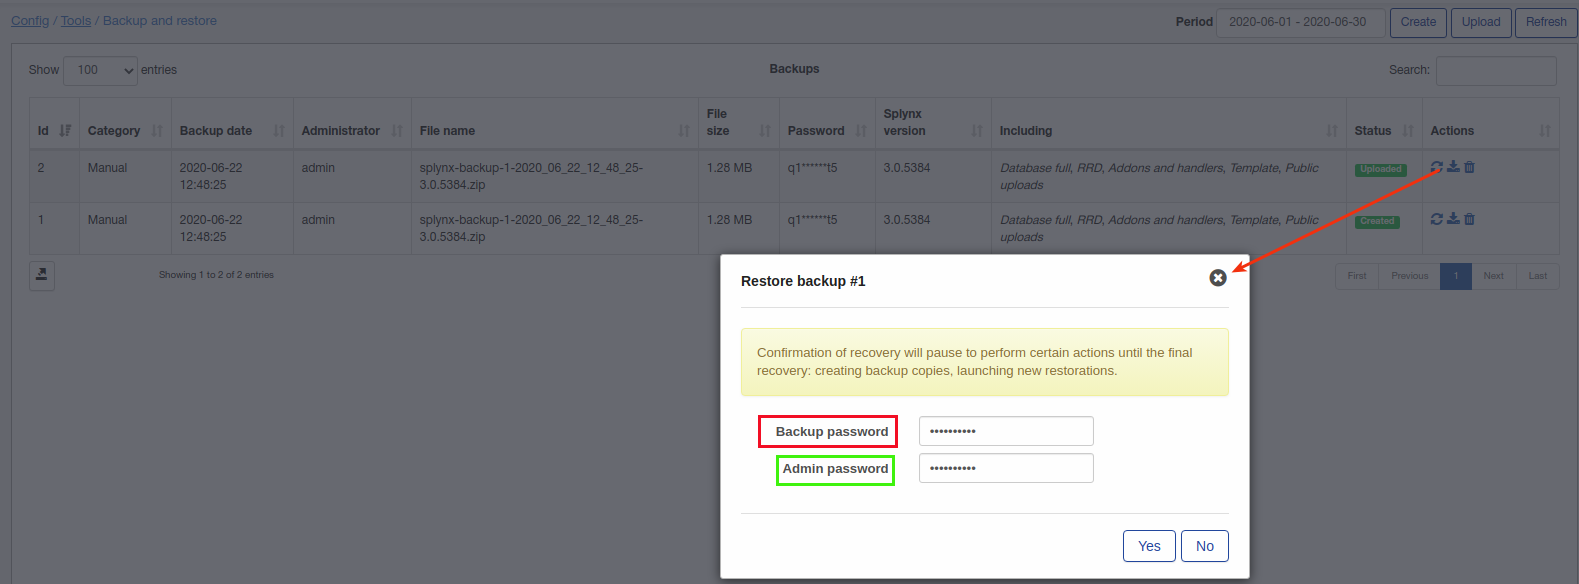 Config / Tools / Backup and restore
Period 2020-06-01 - 2020-06-30 Create Upload Refresh
Show 100 entries Backups Search:
Id Category Backup date Administrator File name File size Password Splynx version Including Status Actions
2 Manual 2020-06-22 admin splynx-backup-1-2020_06_22_12_48_25- 1.28 MB q1******t5 3.0.5384 Database full, RRD, Addons and handlers, Template, Public Uploaded
12:48:25 3.0.5384.zip uploads
1 Manual 2020-06-22 admin splynx-backup-1-2020_06_22_12_48_25- 1.28 MB q1******t5 3.0.5384 Database full, RRD, Addons and handlers, Template, Public Created
12:48:25 3.0.5384.zip uploads
Showing 1 to 2 of 2 entries First Previous 1 Next Last
Restore backup #1
Confirmation of recovery will pause to perform certain actions until the final
recovery: creating backup copies, launching new restorations.
Backup password ••••••••••
Admin password ••••••••••
Yes No